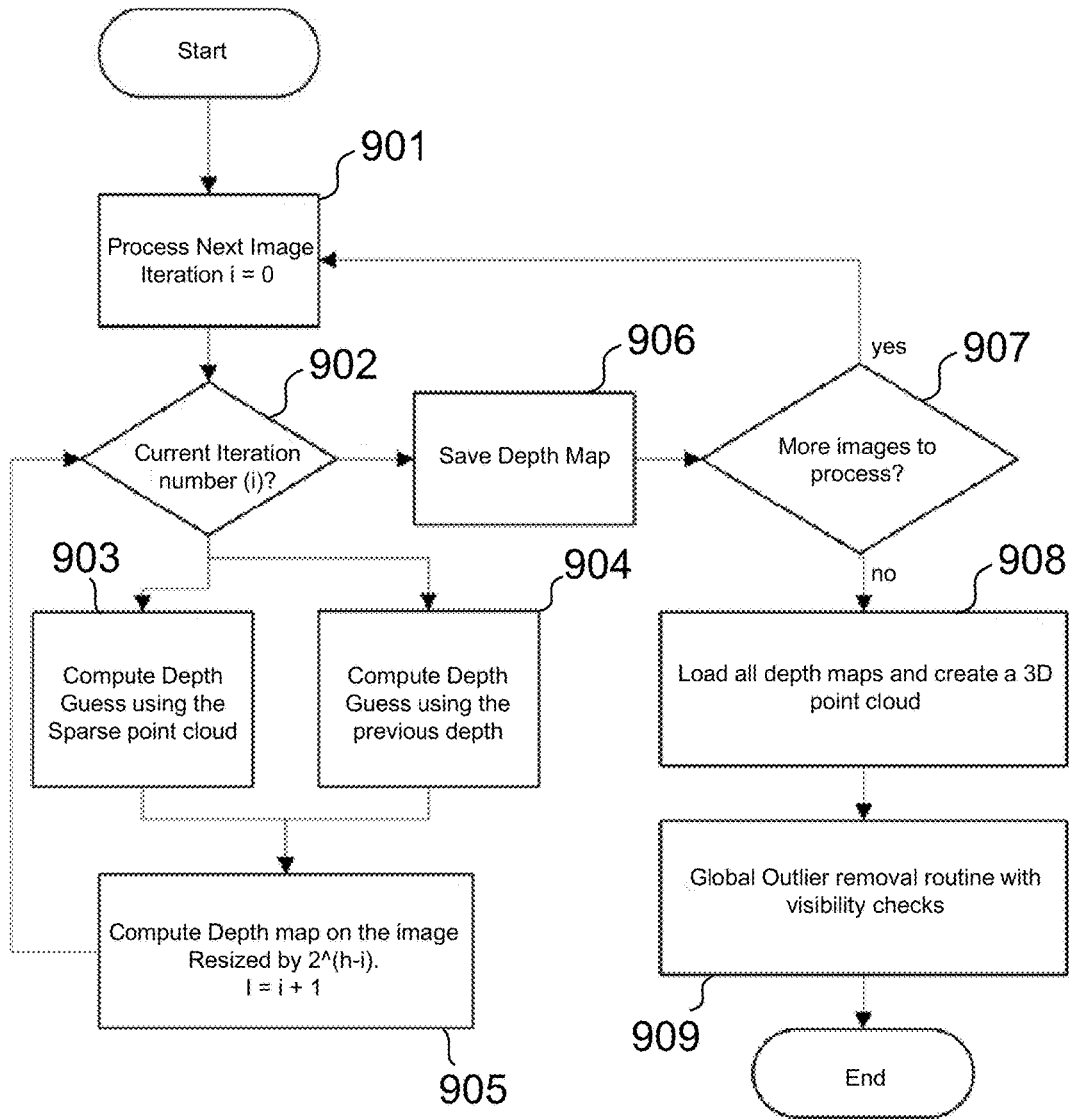 Start
901
Process Next Image
Iteration i = 0
902
Current Iteration
number (i)?
906
Save Depth Map
yes
907
More images to
process?
no
903
Compute Depth
Guess using the
Sparse point cloud
904
Compute Depth
Guess using the
previous depth
908
Load all depth maps and create a 3D
point cloud
Compute Depth map on the image
Resized by 2^(h-i).
I = i + 1
905
Global Outlier removal routine with
visibility checks
909
End